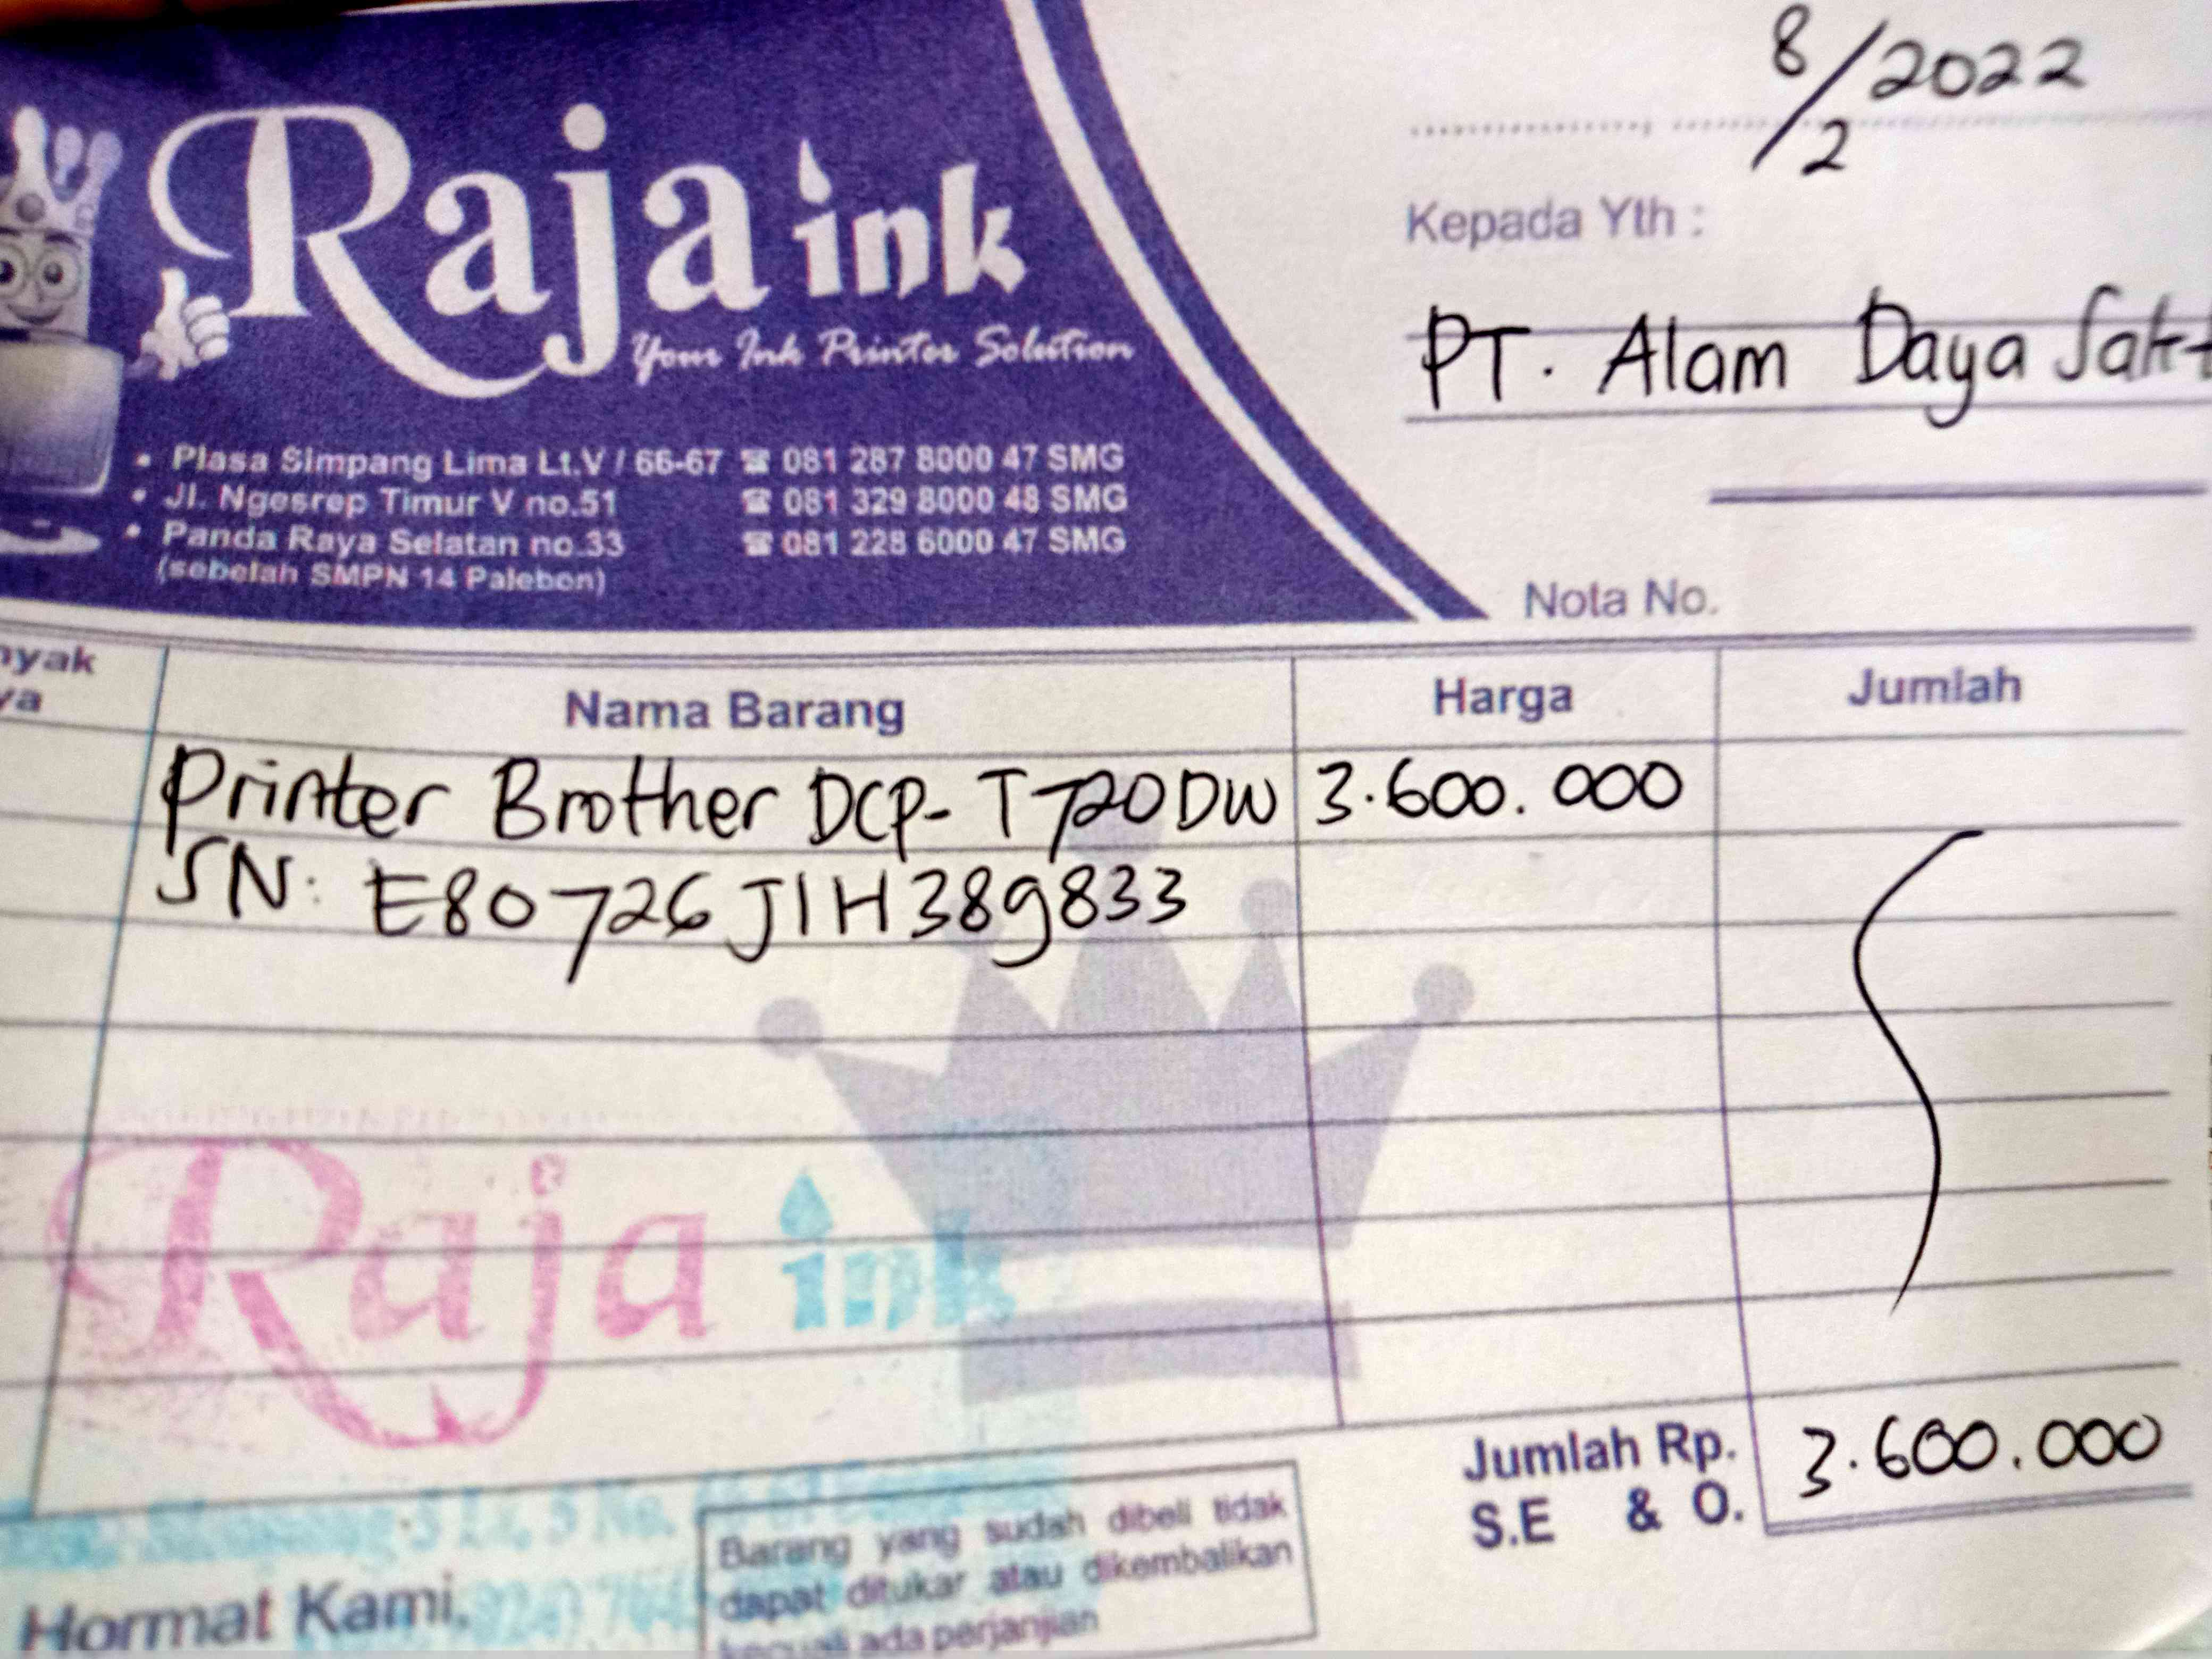 8/2/2022
Raja ink
Your Ink Printer Solution
Kepada Yth :
PT. Alam Daya Sakt
• Plasa Simpang Lima Lt.V / 66-67 ☎ 081 287 8000 47 SMG
• Jl. Ngesrep Timur V no.51 ☎ 081 329 8000 48 SMG
• Panda Raya Selatan no.33 ☎ 081 228 6000 47 SMG
(sebelah SMPN 14 Palebon)
Nota No.
nyak
ya
Nama Barang Harga Jumlah
Printer Brother DCP-T720DW 3.600.000
SN: E80726J1H389833
Raja ink
Jumlah Rp. 3.600.000
S.E & O.
Hormat Kami,
Barang yang sudah dibeli tidak
dapat ditukar atau dikembalikan
kecuali ada perjanjian